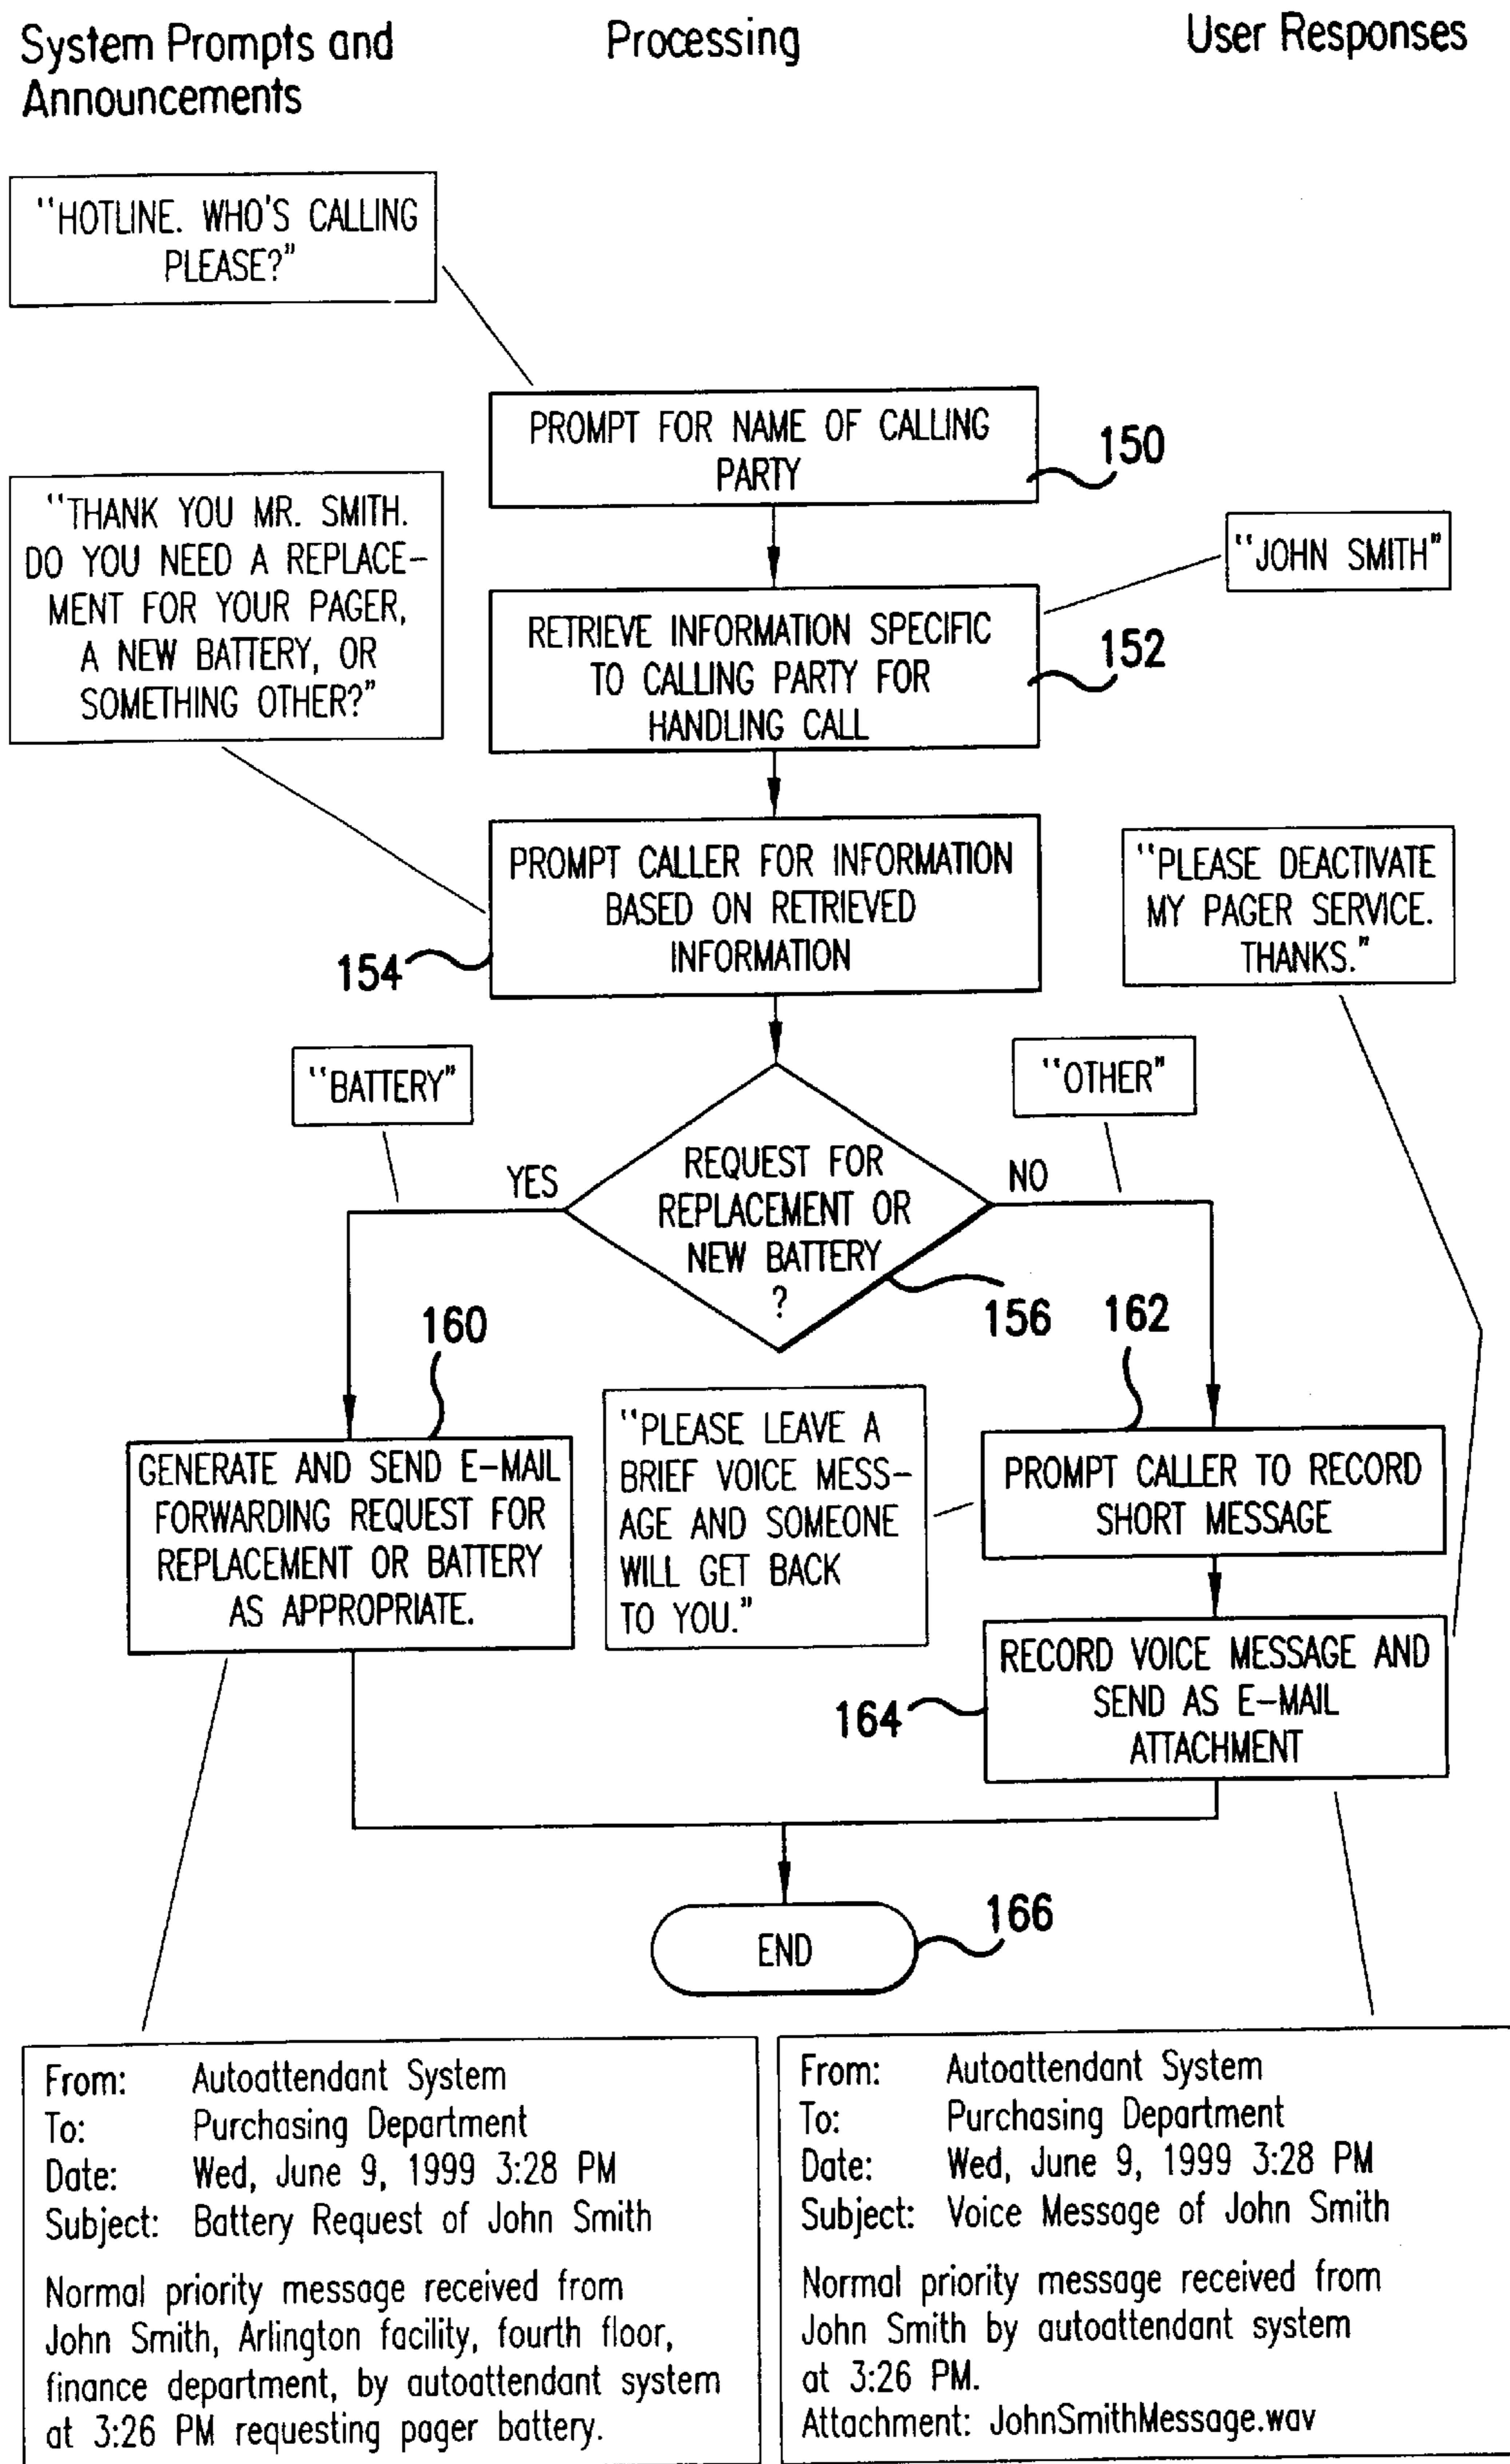 System Prompts and
Announcements
Processing
User Responses
"HOTLINE. WHO'S CALLING
PLEASE?"
PROMPT FOR NAME OF CALLING
PARTY
150
"THANK YOU MR. SMITH.
DO YOU NEED A REPLACE-
MENT FOR YOUR PAGER,
A NEW BATTERY, OR
SOMETHING OTHER?"
"JOHN SMITH"
RETRIEVE INFORMATION SPECIFIC
TO CALLING PARTY FOR
HANDLING CALL
152
PROMPT CALLER FOR INFORMATION
BASED ON RETRIEVED
INFORMATION
154
"PLEASE DEACTIVATE
MY PAGER SERVICE.
THANKS."
"BATTERY"
"OTHER"
YES
REQUEST FOR
REPLACEMENT OR
NEW BATTERY
?
NO
156
160
162
GENERATE AND SEND E-MAIL
FORWARDING REQUEST FOR
REPLACEMENT OR BATTERY
AS APPROPRIATE.
"PLEASE LEAVE A
BRIEF VOICE MESS-
AGE AND SOMEONE
WILL GET BACK
TO YOU."
PROMPT CALLER TO RECORD
SHORT MESSAGE
RECORD VOICE MESSAGE AND
SEND AS E-MAIL
ATTACHMENT
164
END
166
From: Autoattendant System
To: Purchasing Department
Date: Wed, June 9, 1999 3:28 PM
Subject: Battery Request of John Smith
Normal priority message received from
John Smith, Arlington facility, fourth floor,
finance department, by autoattendant system
at 3:26 PM requesting pager battery.
From: Autoattendant System
To: Purchasing Department
Date: Wed, June 9, 1999 3:28 PM
Subject: Voice Message of John Smith
Normal priority message received from
John Smith by autoattendant system
at 3:26 PM.
Attachment: JohnSmithMessage.wav